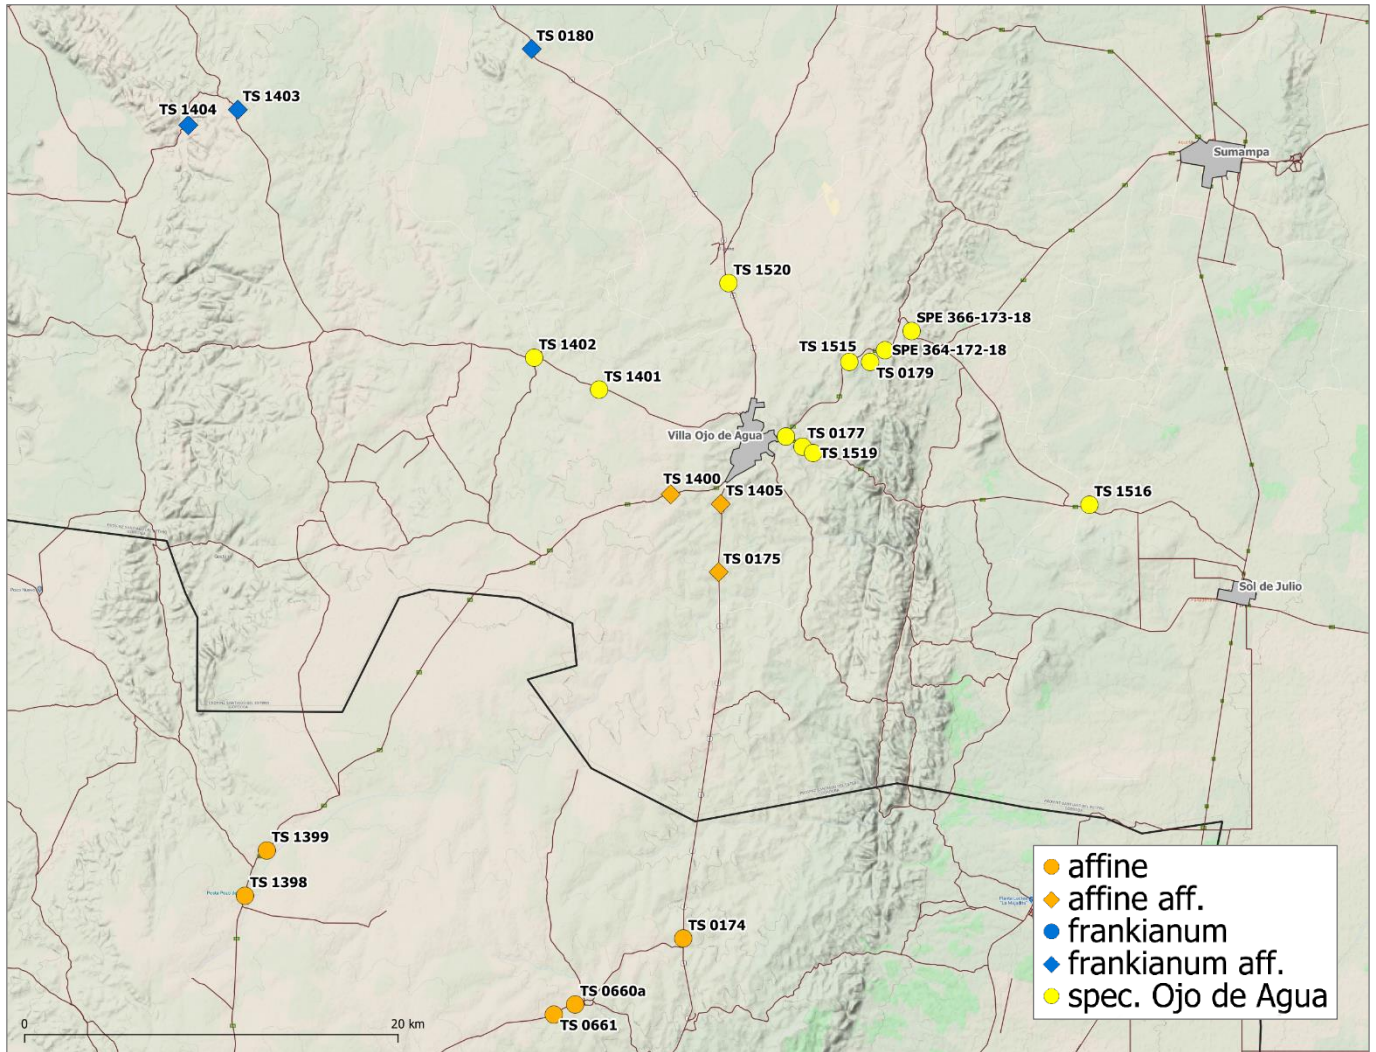 TS 0180
TS 1403
TS 1404
Sumampa
TS 1520
SPE 366-173-18
TS 1402
TS 1515
SPE 364-172-18
TS 0179
TS 1401
Villa Ojo de Agua
TS 0177
TS 1519
TS 1400
TS 1405
TS 1516
TS 0175
Sol de Julio
TS 1399
TS 1398
TS 0174
TS 0660a
TS 0661
0
20 km
affine
affine aff.
frankianum
frankianum aff.
spec. Ojo de Agua